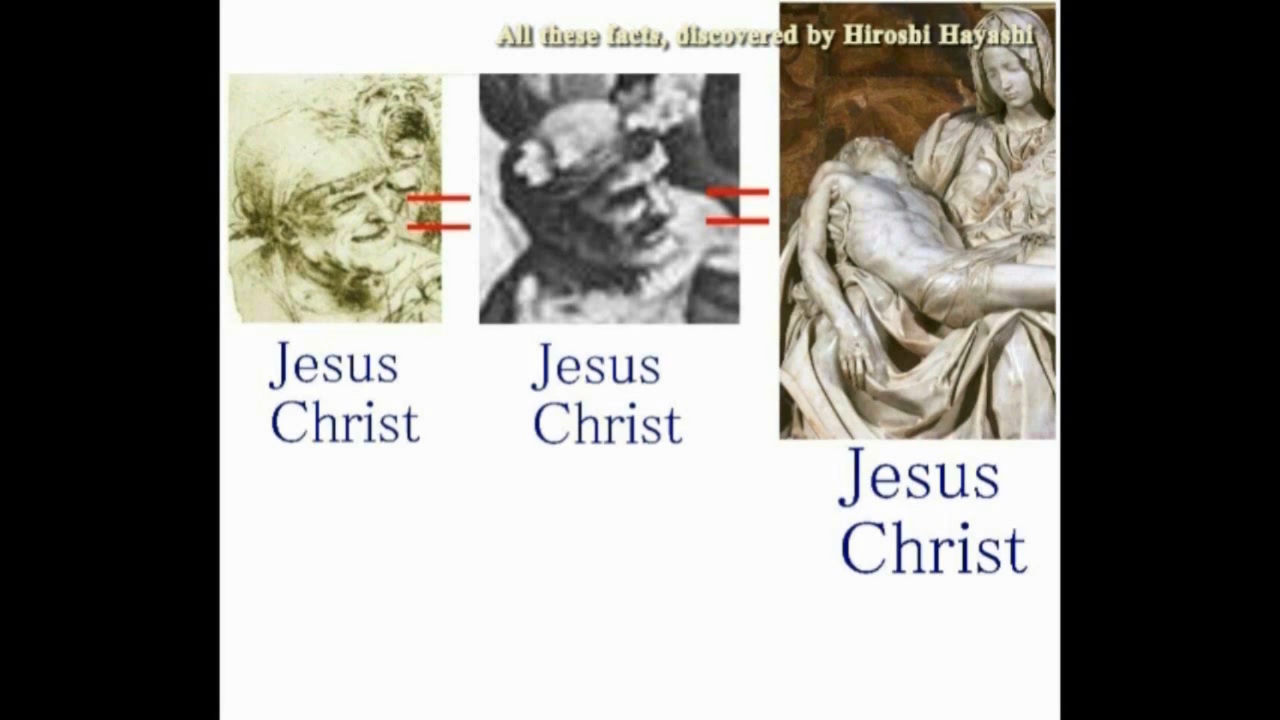 All these facts, discovered by Hiroshi Hayashi
Jesus
Christ
Jesus
Christ
Jesus
Christ